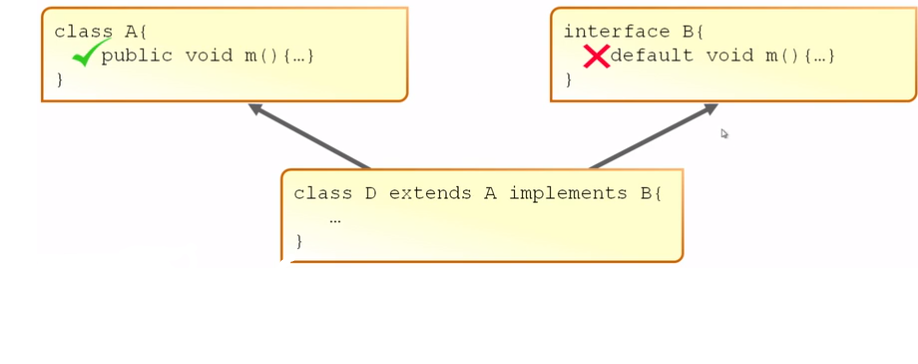 class A{
public void m(){…}
}
interface B{
default void m(){…}
}
class D extends A implements B{
…
}